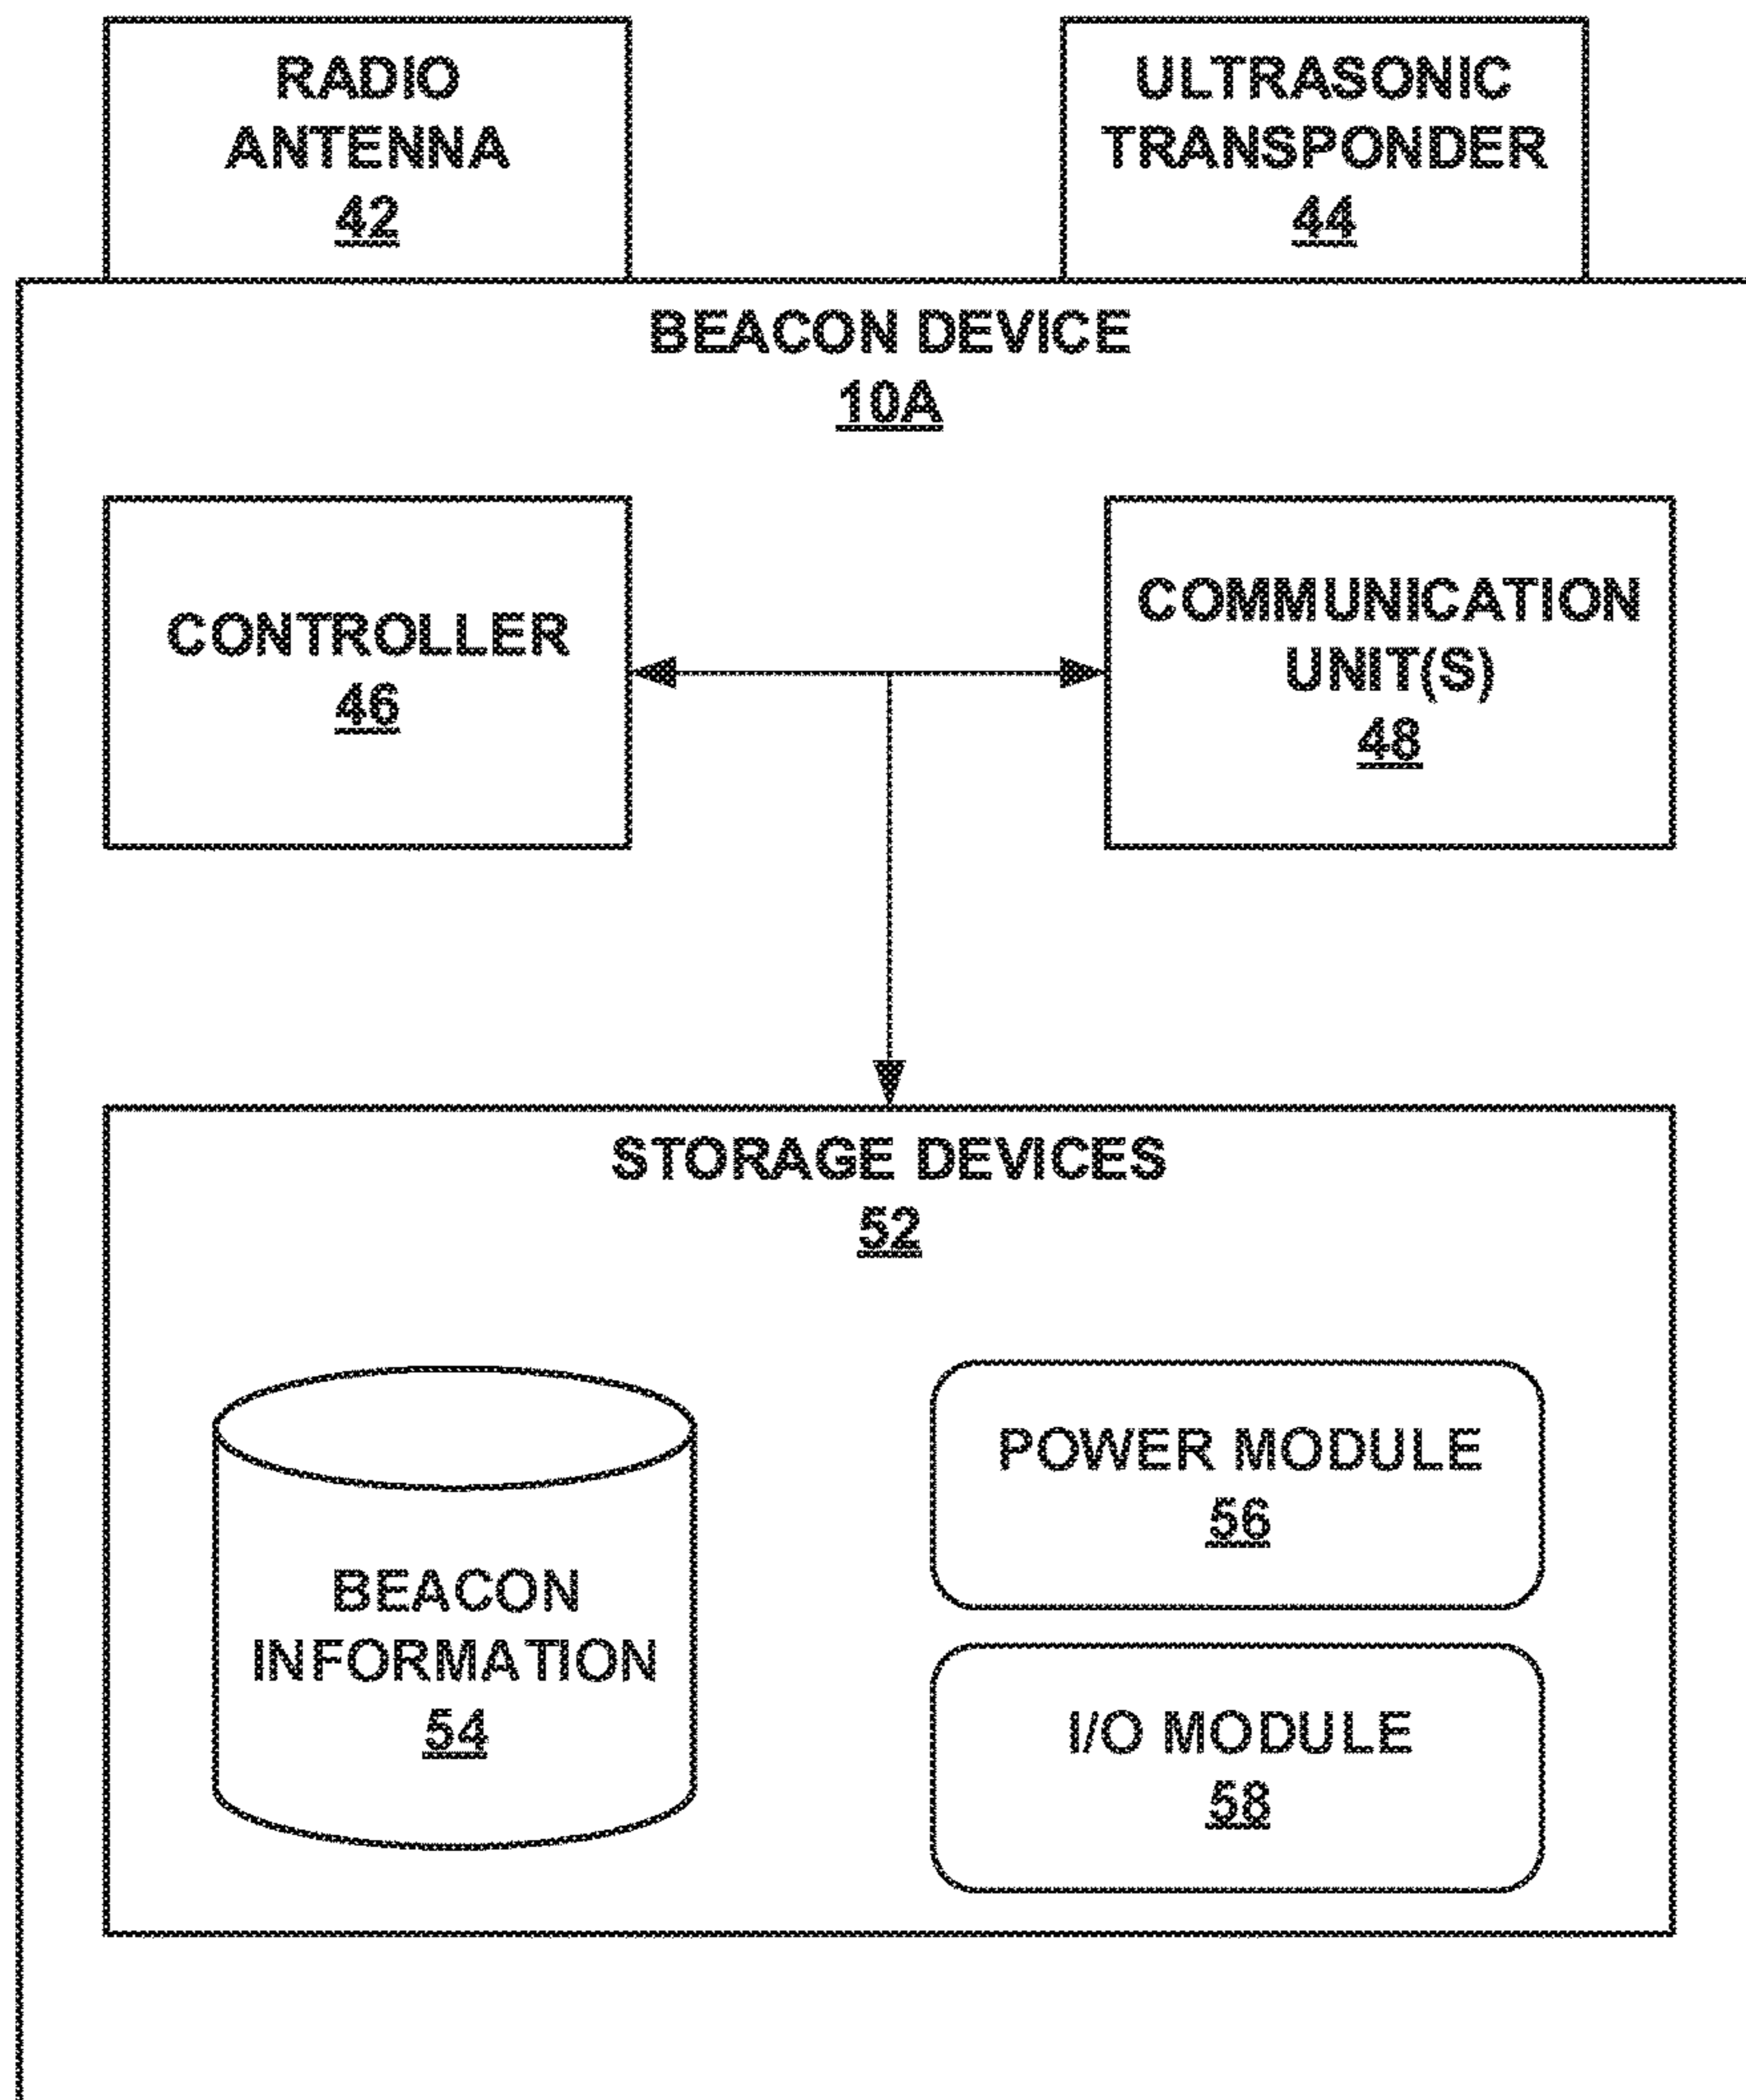 RADIO
ANTENNA
42
ULTRASONIC
TRANSPONDER
44
BEACON DEVICE
10A
CONTROLLER
46
COMMUNICATION
UNIT(S)
48
STORAGE DEVICES
52
BEACON
INFORMATION
54
POWER MODULE
56
I/O MODULE
58